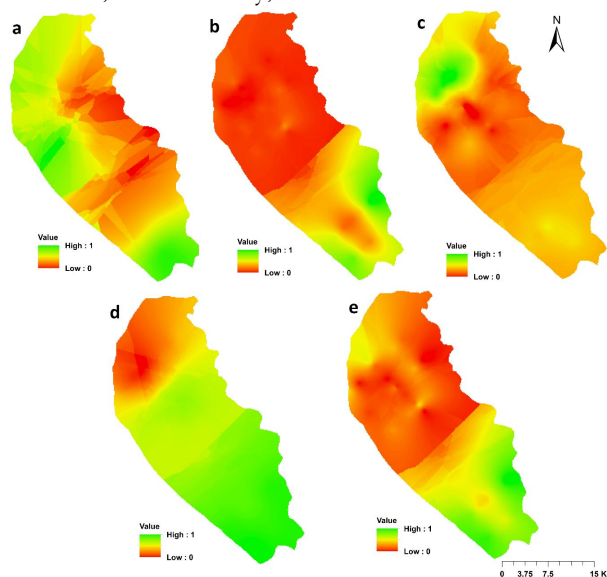 a
b
c
N
Value
High : 1
Low : 0
Value
High : 1
Low : 0
Value
High : 1
Low : 0
d
e
Value
High : 1
Low : 0
Value
High : 1
Low : 0
0 3.75 7.5 15 K